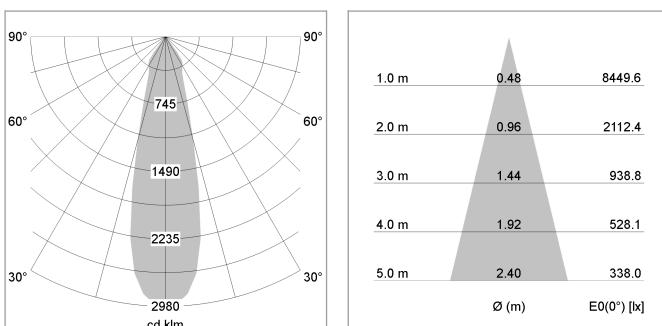 90° 90°
745
60° 60°
1490
2235
30° 30°
2980
cd klm
1.0 m 0.48 8449.6
2.0 m 0.96 2112.4
3.0 m 1.44 938.8
4.0 m 1.92 528.1
5.0 m 2.40 338.0
Ø (m) E0(0°) [lx]